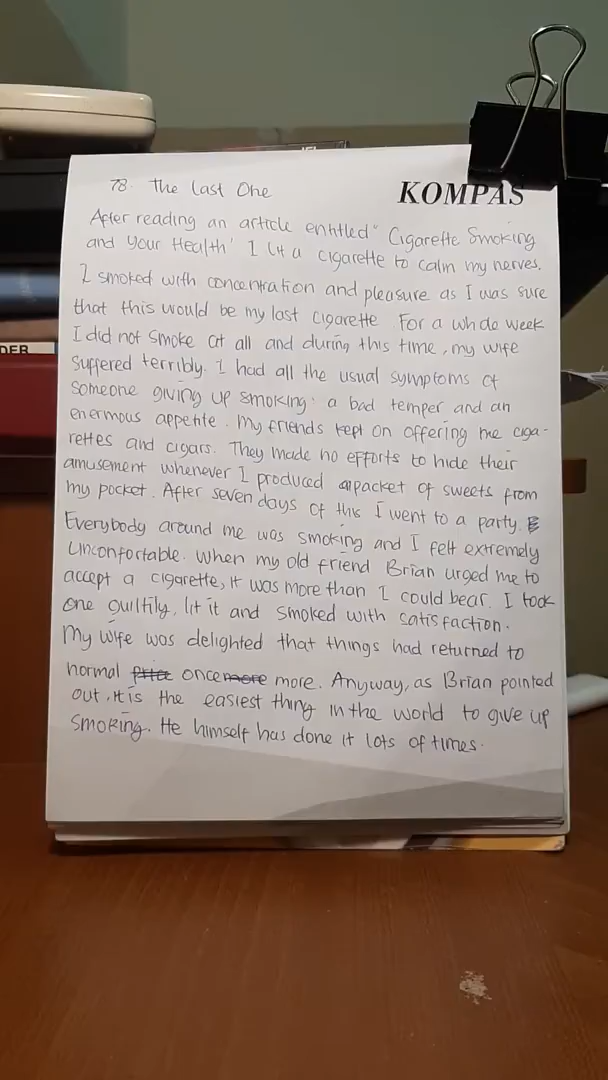 78. The Last One
KOMPAS
After reading an article entitled "Cigarette Smoking
and Your Health' I lit a cigarette to calm my nerves.
I smoked with concentration and pleasure as I was sure
that this would be my last cigarette. For a whole week
I did not smoke at all and during this time, my wife
suffered terribly. I had all the usual symptoms of
someone giving up smoking: a bad temper and an
enermous appetite. My friends kept on offering me ciga-
rettes and cigars. They made no efforts to hide their
amusement whenever I produced a packet of sweets from
my pocket. After seven days of this I went to a party.
Everybody around me was smoking and I felt extremely
Unconfortable. When my old friend Brian urged me to
accept a cigarette, it was more than I could bear. I took
one guiltily, lit it and smoked with satisfaction.
My wife was delighted that things had returned to
normal once more more. Anyway, as Brian pointed
out, it is the easiest thing in the world to give up
smoking. He himself has done it lots of times.
DER